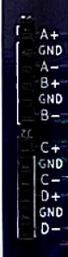 A+
GND
A-
B+
GND
B-
C+
GND
C-
D+
GND
D-